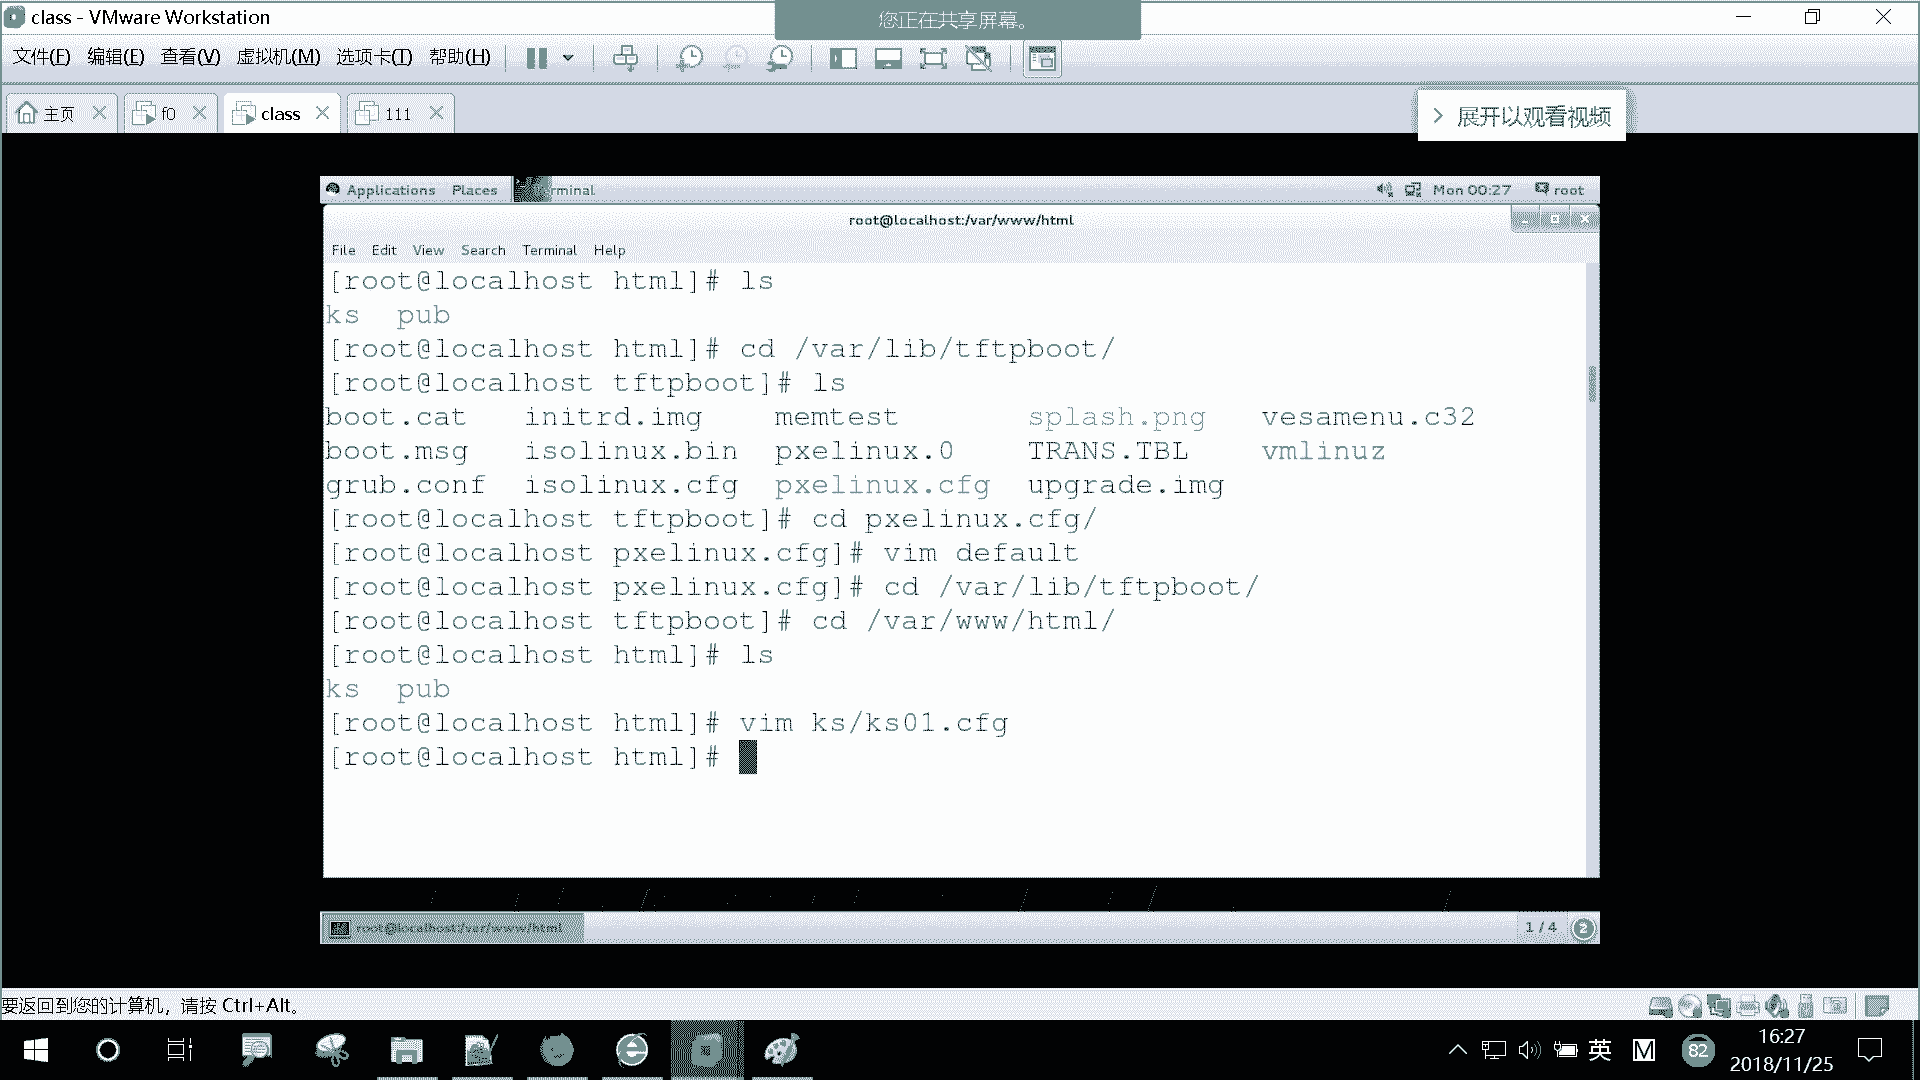 class - VMware Workstation
您正在共享屏幕。
文件(F) 编辑(E) 查看(V) 虚拟机(M) 选项卡(T) 帮助(H)
主页 f0 class 111
展开以观看视频
Applications Places rminal Mon 00:27 root
root@localhost:/var/www/html
File Edit View Search Terminal Help
[root@localhost html]# ls
ks pub
[root@localhost html]# cd /var/lib/tftpboot/
[root@localhost tftpboot]# ls
boot.cat initrd.img memtest splash.png vesamenu.c32
boot.msg isolinux.bin pxelinux.0 TRANS.TBL vmlinuz
grub.conf isolinux.cfg pxelinux.cfg upgrade.img
[root@localhost tftpboot]# cd pxelinux.cfg/
[root@localhost pxelinux.cfg]# vim default
[root@localhost pxelinux.cfg]# cd /var/lib/tftpboot/
[root@localhost tftpboot]# cd /var/www/html/
[root@localhost html]# ls
ks pub
[root@localhost html]# vim ks/ks01.cfg
[root@localhost html]#
root@localhost:/var/www/html 1 / 4 2
要返回到您的计算机，请按 Ctrl+Alt。
英 M 82 16:27
2018/11/25